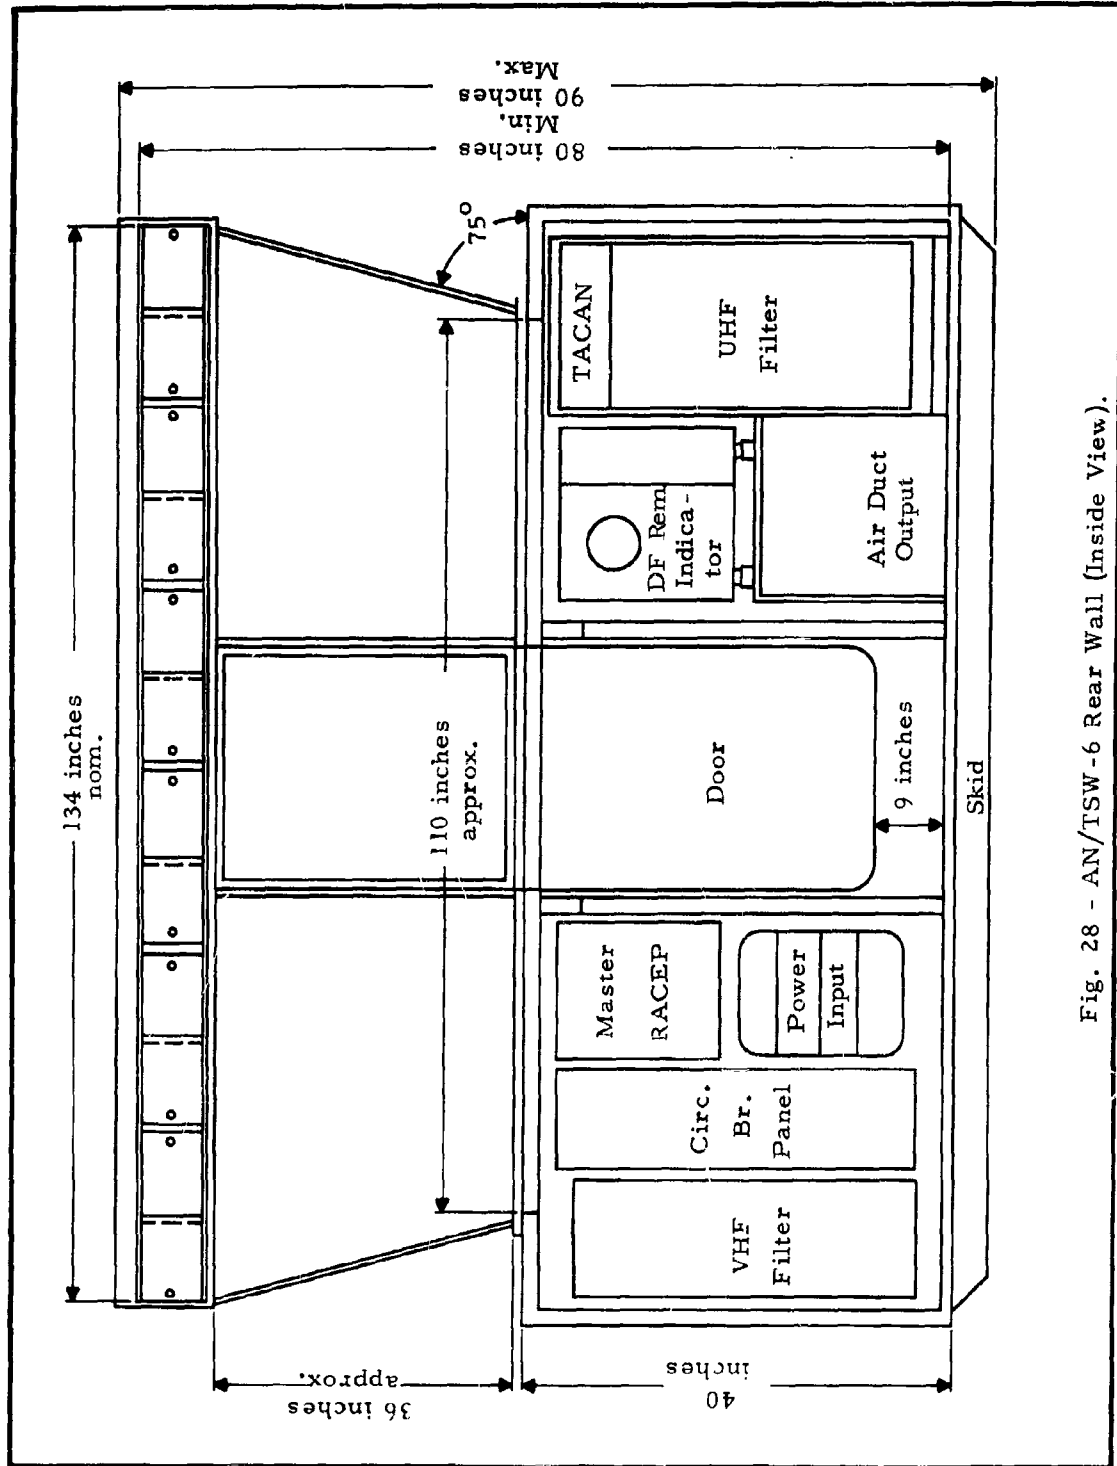 134 inches
nom.
90 inches
Max.
80 inches
Min.
75°
36 inches
approx.
110 inches
approx.
40
inches
VHF
Filter
Circ.
Br.
Panel
Master
RACEP
Power
Input
Door
9 inches
DF Rem
Indica-
tor
Air Duct
Output
TACAN
UHF
Filter
Skid
Fig. 28 - AN/TSW-6 Rear Wall (Inside View).